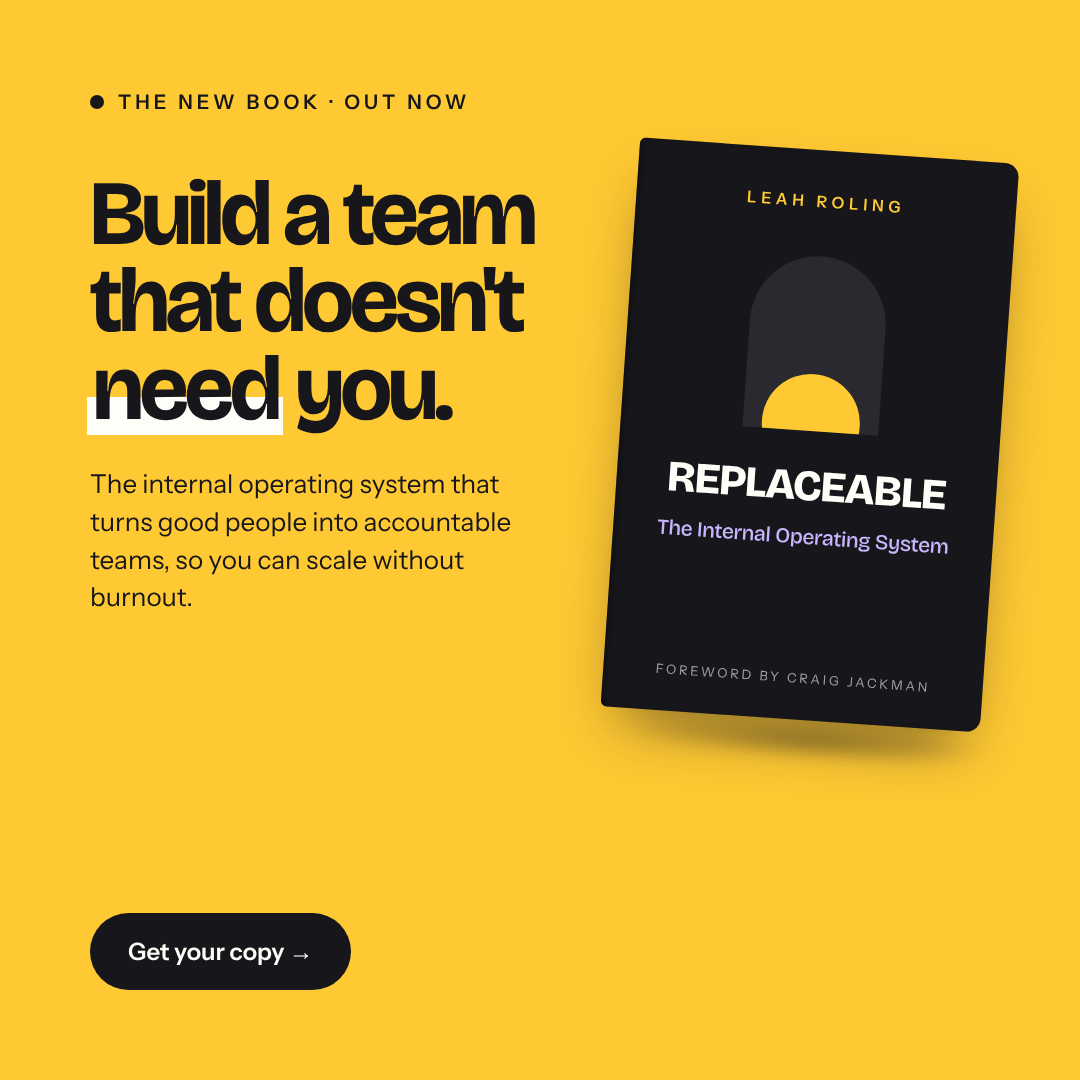 THE NEW BOOK · OUT NOW
Build a team
that doesn't
need you.
The internal operating system that
turns good people into accountable
teams, so you can scale without
burnout.
Get your copy →
LEAH ROLING
REPLACEABLE
The Internal Operating System
FOREWORD BY CRAIG JACKMAN